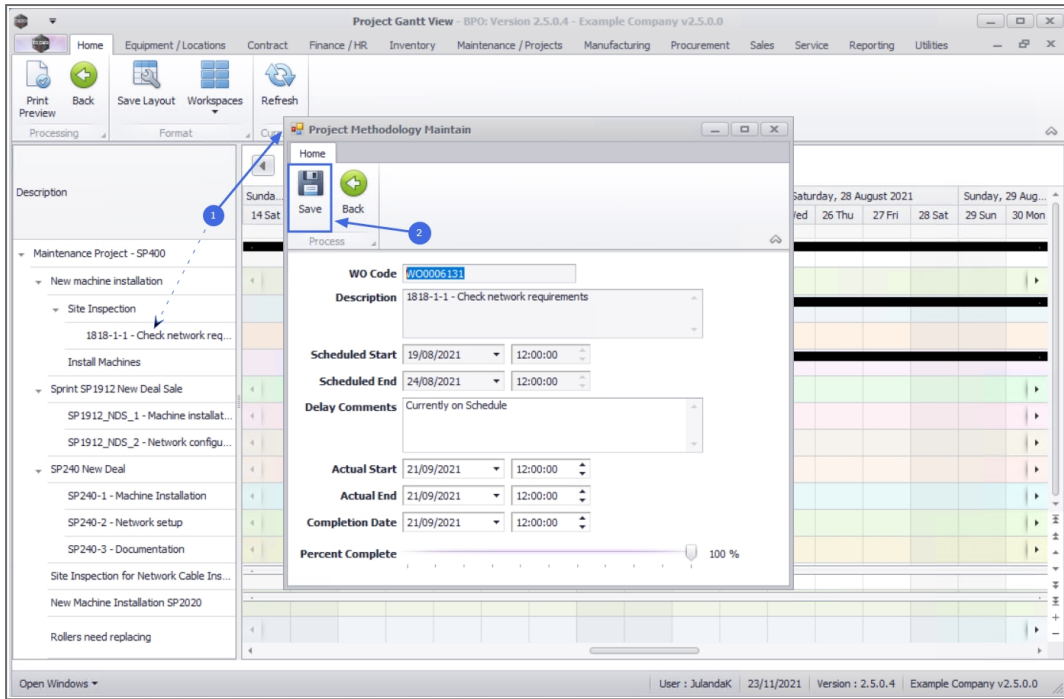 Project Gantt View - BPO: Version 2.5.0.4 - Example Company v2.5.0.0
Home Equipment / Locations Contract Finance / HR Inventory Maintenance / Projects Manufacturing Procurement Sales Service Reporting Utilities
Print Preview
Back
Save Layout
Workspaces
Refresh
Processing
Format
Cur
Project Methodology Maintain
Home
Save
Back
Process
1
2
Description
Sunda...
Saturday, 28 August 2021
Sunday, 29 Aug...
14 Sat
26 Thu
27 Fri
28 Sat
29 Sun
30 Mon
Maintenance Project - SP400
New machine installation
Site Inspection
1818-1-1 - Check network req...
Install Machines
Sprint SP1912 New Deal Sale
SP1912_NDS_1 - Machine installat...
SP1912_NDS_2 - Network configu...
SP240 New Deal
SP240-1 - Machine Installation
SP240-2 - Network setup
SP240-3 - Documentation
Site Inspection for Network Cable Ins...
New Machine Installation SP2020
Rollers need replacing
WO Code WO0006131
Description 1818-1-1 - Check network requirements
Scheduled Start 19/08/2021 12:00:00
Scheduled End 24/08/2021 12:00:00
Delay Comments Currently on Schedule
Actual Start 21/09/2021 12:00:00
Actual End 21/09/2021 12:00:00
Completion Date 21/09/2021 12:00:00
Percent Complete 100 %
Open Windows
User : JulandaK 23/11/2021 Version : 2.5.0.4 Example Company v2.5.0.0